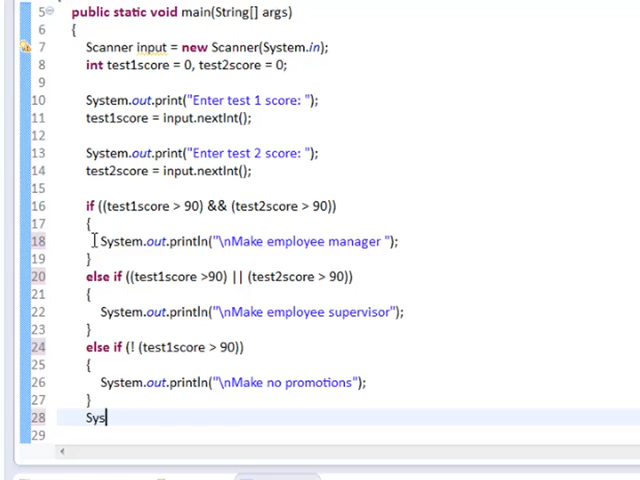 5 public static void main(String[] args)
6 {
7 Scanner input = new Scanner(System.in);
8 int test1score = 0, test2score = 0;
9
10 System.out.print("Enter test 1 score: ");
11 test1score = input.nextInt();
12
13 System.out.print("Enter test 2 score: ");
14 test2score = input.nextInt();
15
16 if ((test1score > 90) && (test2score > 90))
17 {
18 System.out.println("\nMake employee manager ");
19 }
20 else if ((test1score >90) || (test2score > 90))
21 {
22 System.out.println("\nMake employee supervisor");
23 }
24 else if (! (test1score > 90))
25 {
26 System.out.println("\nMake no promotions");
27 }
28 Sys
29